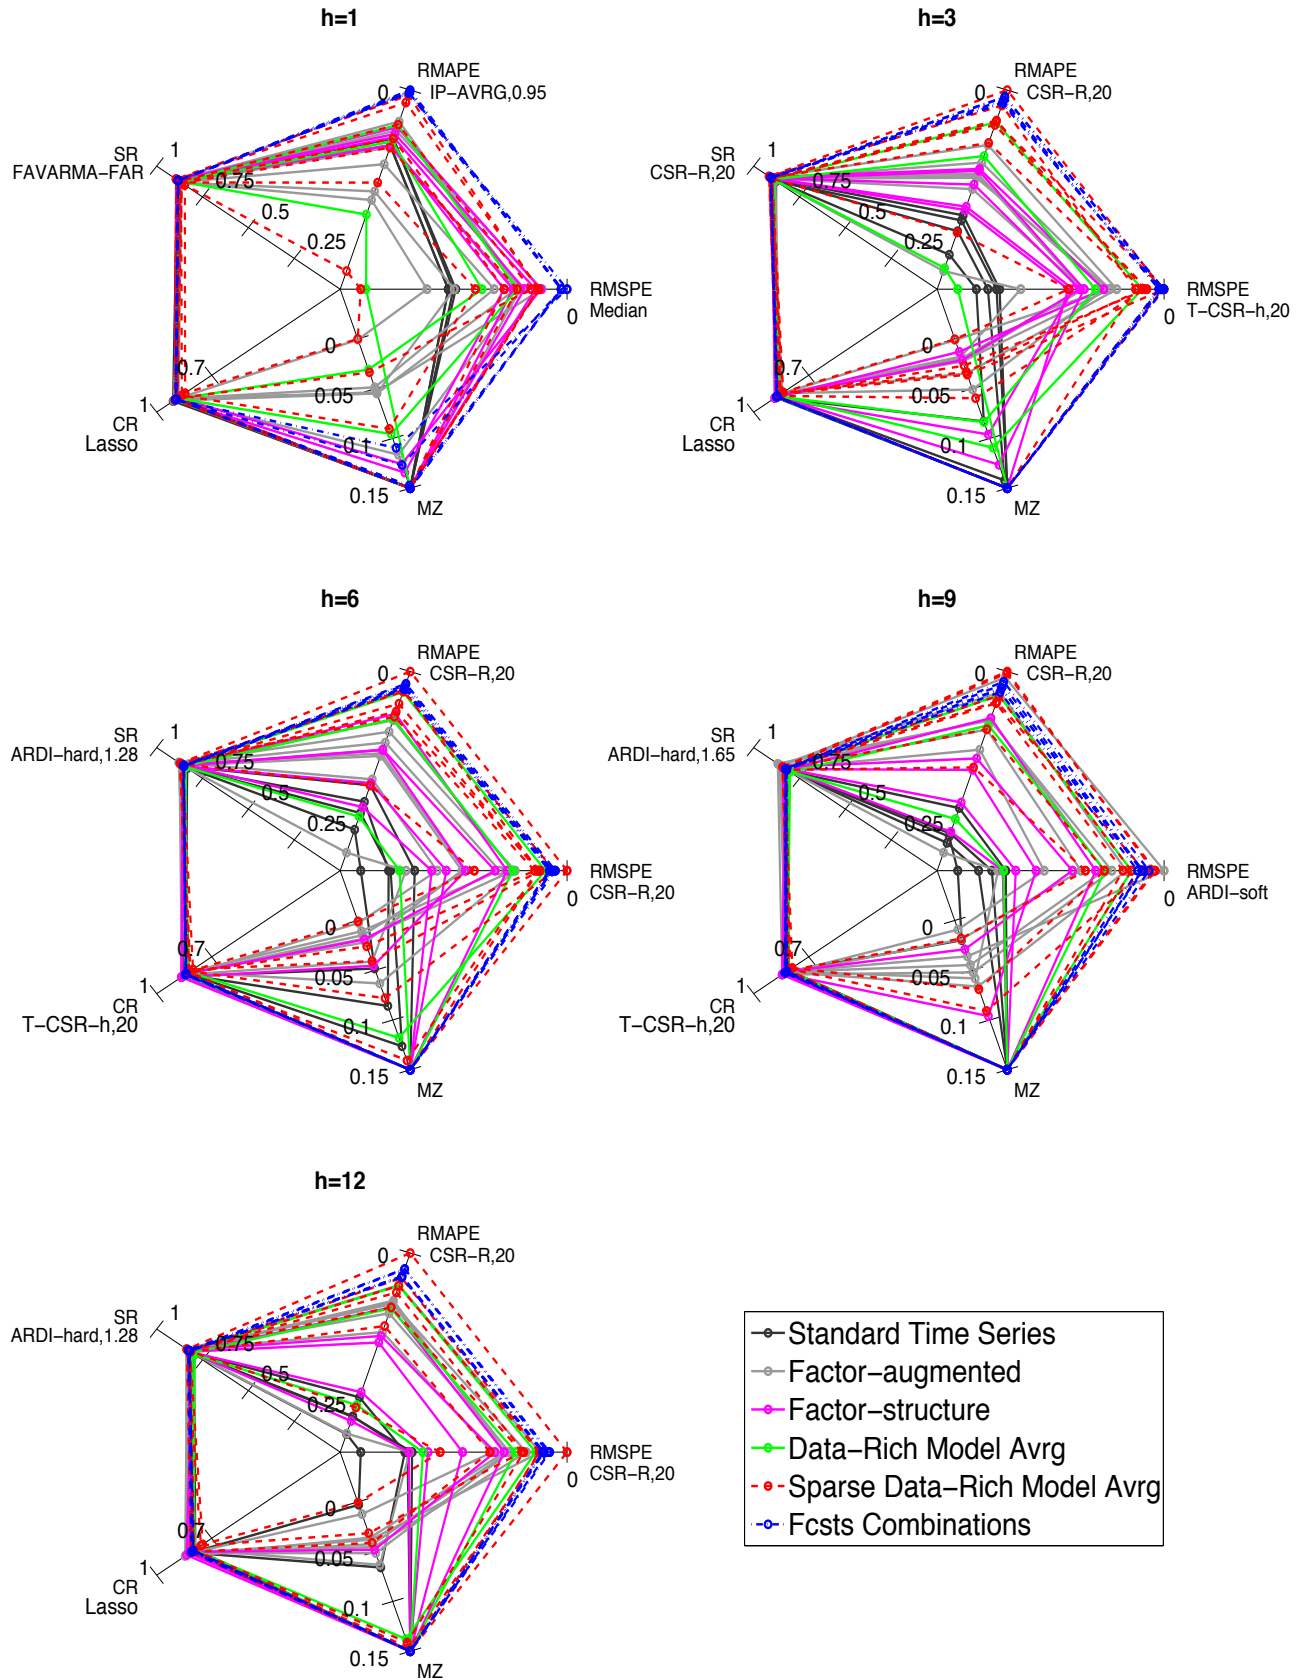 h=1
RMAPE
IP−AVRG,0.95
0
SR
FAVARMA−FAR
1
0.75
0.5
0.25
RMSPE
Median
0
0
0.05
0.1
0.15
MZ
0.7
1
CR
Lasso
h=3
RMAPE
CSR−R,20
0
SR
CSR−R,20
1
0.75
0.5
0.25
RMSPE
T−CSR−h,20
0
0
0.05
0.1
0.15
MZ
0.7
1
CR
Lasso
h=6
RMAPE
CSR−R,20
0
SR
ARDI−hard,1.28
1
0.75
0.5
0.25
RMSPE
CSR−R,20
0
0
0.05
0.1
0.15
MZ
0.7
1
CR
T−CSR−h,20
h=9
RMAPE
CSR−R,20
0
SR
ARDI−hard,1.65
1
0.75
0.5
0.25
RMSPE
ARDI−soft
0
0
0.05
0.1
0.15
MZ
0.7
1
CR
T−CSR−h,20
h=12
RMAPE
CSR−R,20
0
SR
ARDI−hard,1.28
1
0.75
0.5
0.25
RMSPE
CSR−R,20
0
0
0.05
0.1
0.15
MZ
0.7
1
CR
Lasso
Standard Time Series
Factor−augmented
Factor−structure
Data−Rich Model Avrg
Sparse Data−Rich Model Avrg
Fcsts Combinations